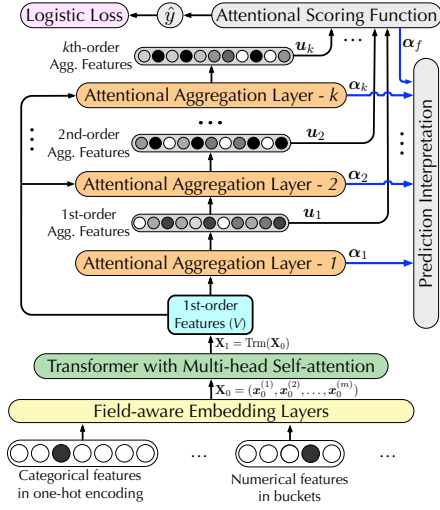 Logistic Loss
ŷ
Attentional Scoring Function
kth-order
Agg. Features
u_k
...
α_f
Attentional Aggregation Layer - k
α_k
...
2nd-order
Agg. Features
u_2
Attentional Aggregation Layer - 2
α_2
1st-order
Agg. Features
u_1
Attentional Aggregation Layer - 1
α_1
Prediction Interpretation
1st-order
Features (V)
X_1 = Trm(X_0)
Transformer with Multi-head Self-attention
X_0 = (x_0^{(1)}, x_0^{(2)}, . . . , x_0^{(m)})
Field-aware Embedding Layers
... ...
Categorical features
in one-hot encoding
...
Numerical features
in buckets
...